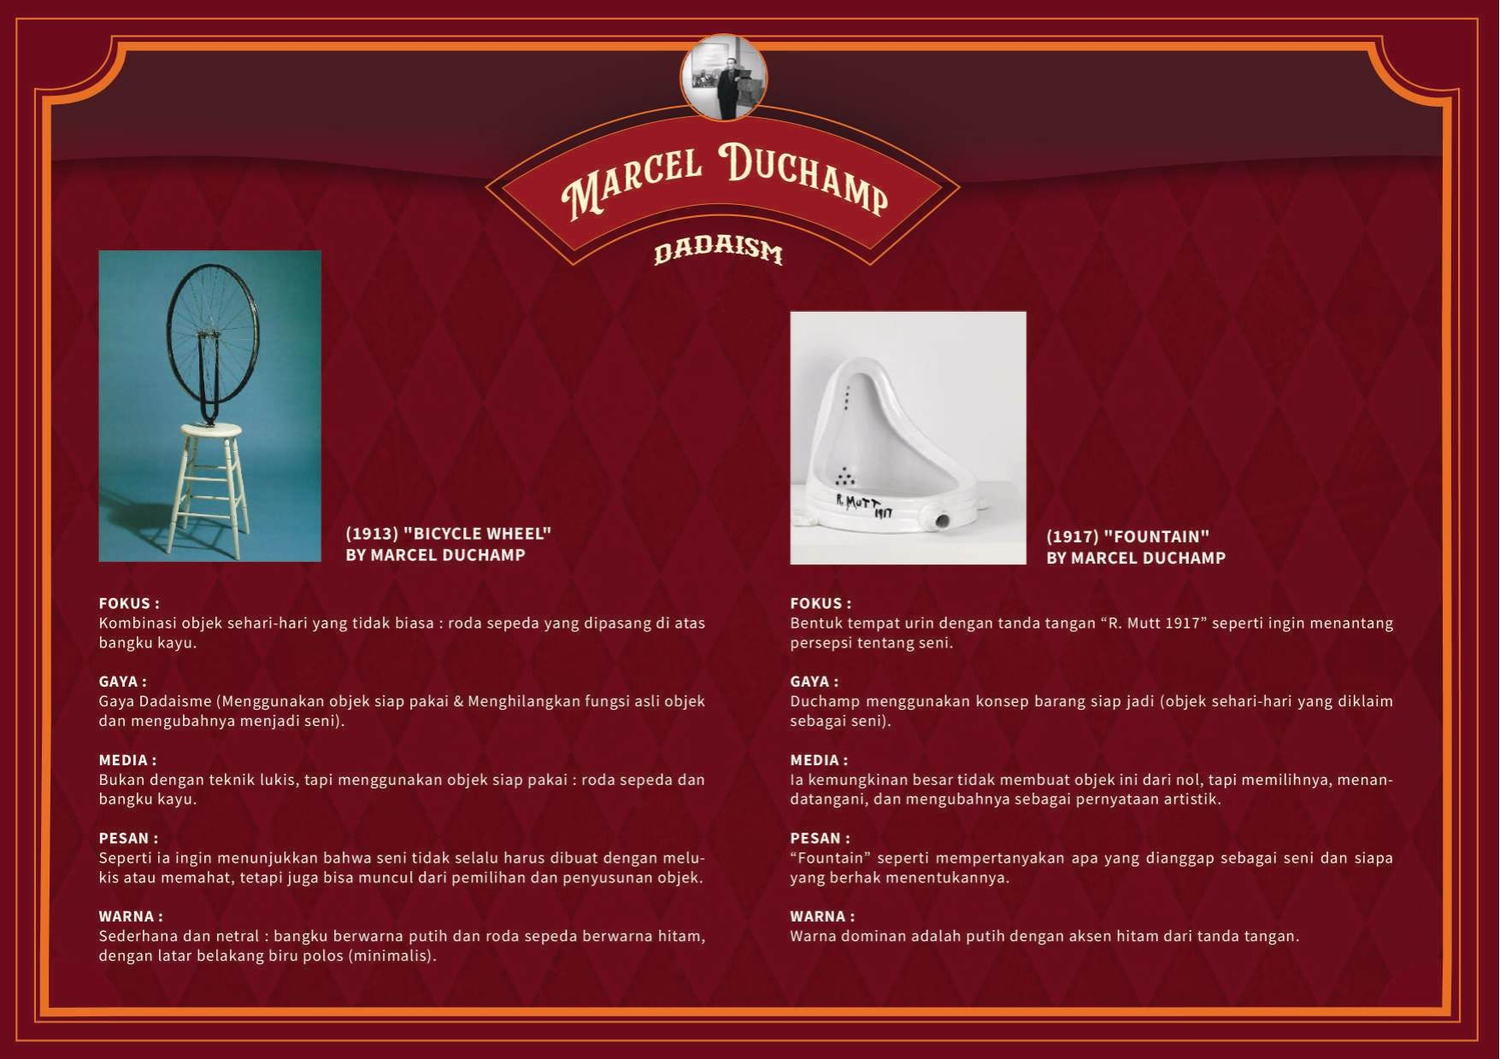 MARCEL DUCHAMP
DADAISM
R. MUTT
1917
(1913) "BICYCLE WHEEL"
BY MARCEL DUCHAMP
FOKUS :
Kombinasi objek sehari-hari yang tidak biasa : roda sepeda yang dipasang di atas
bangku kayu.
GAYA :
Gaya Dadaisme (Menggunakan objek siap pakai & Menghilangkan fungsi asli objek
dan mengubahnya menjadi seni).
MEDIA :
Bukan dengan teknik lukis, tapi menggunakan objek siap pakai : roda sepeda dan
bangku kayu.
PESAN :
Seperti ia ingin menunjukkan bahwa seni tidak selalu harus dibuat dengan melu-
kis atau memahat, tetapi juga bisa muncul dari pemilihan dan penyusunan objek.
WARNA :
Sederhana dan netral : bangku berwarna putih dan roda sepeda berwarna hitam,
dengan latar belakang biru polos (minimalis).
(1917) "FOUNTAIN"
BY MARCEL DUCHAMP
FOKUS :
Bentuk tempat urin dengan tanda tangan “R. Mutt 1917” seperti ingin menantang
persepsi tentang seni.
GAYA :
Duchamp menggunakan konsep barang siap jadi (objek sehari-hari yang diklaim
sebagai seni).
MEDIA :
Ia kemungkinan besar tidak membuat objek ini dari nol, tapi memilihnya, menan-
datangani, dan mengubahnya sebagai pernyataan artistik.
PESAN :
“Fountain” seperti mempertanyakan apa yang dianggap sebagai seni dan siapa
yang berhak menentukannya.
WARNA :
Warna dominan adalah putih dengan aksen hitam dari tanda tangan.